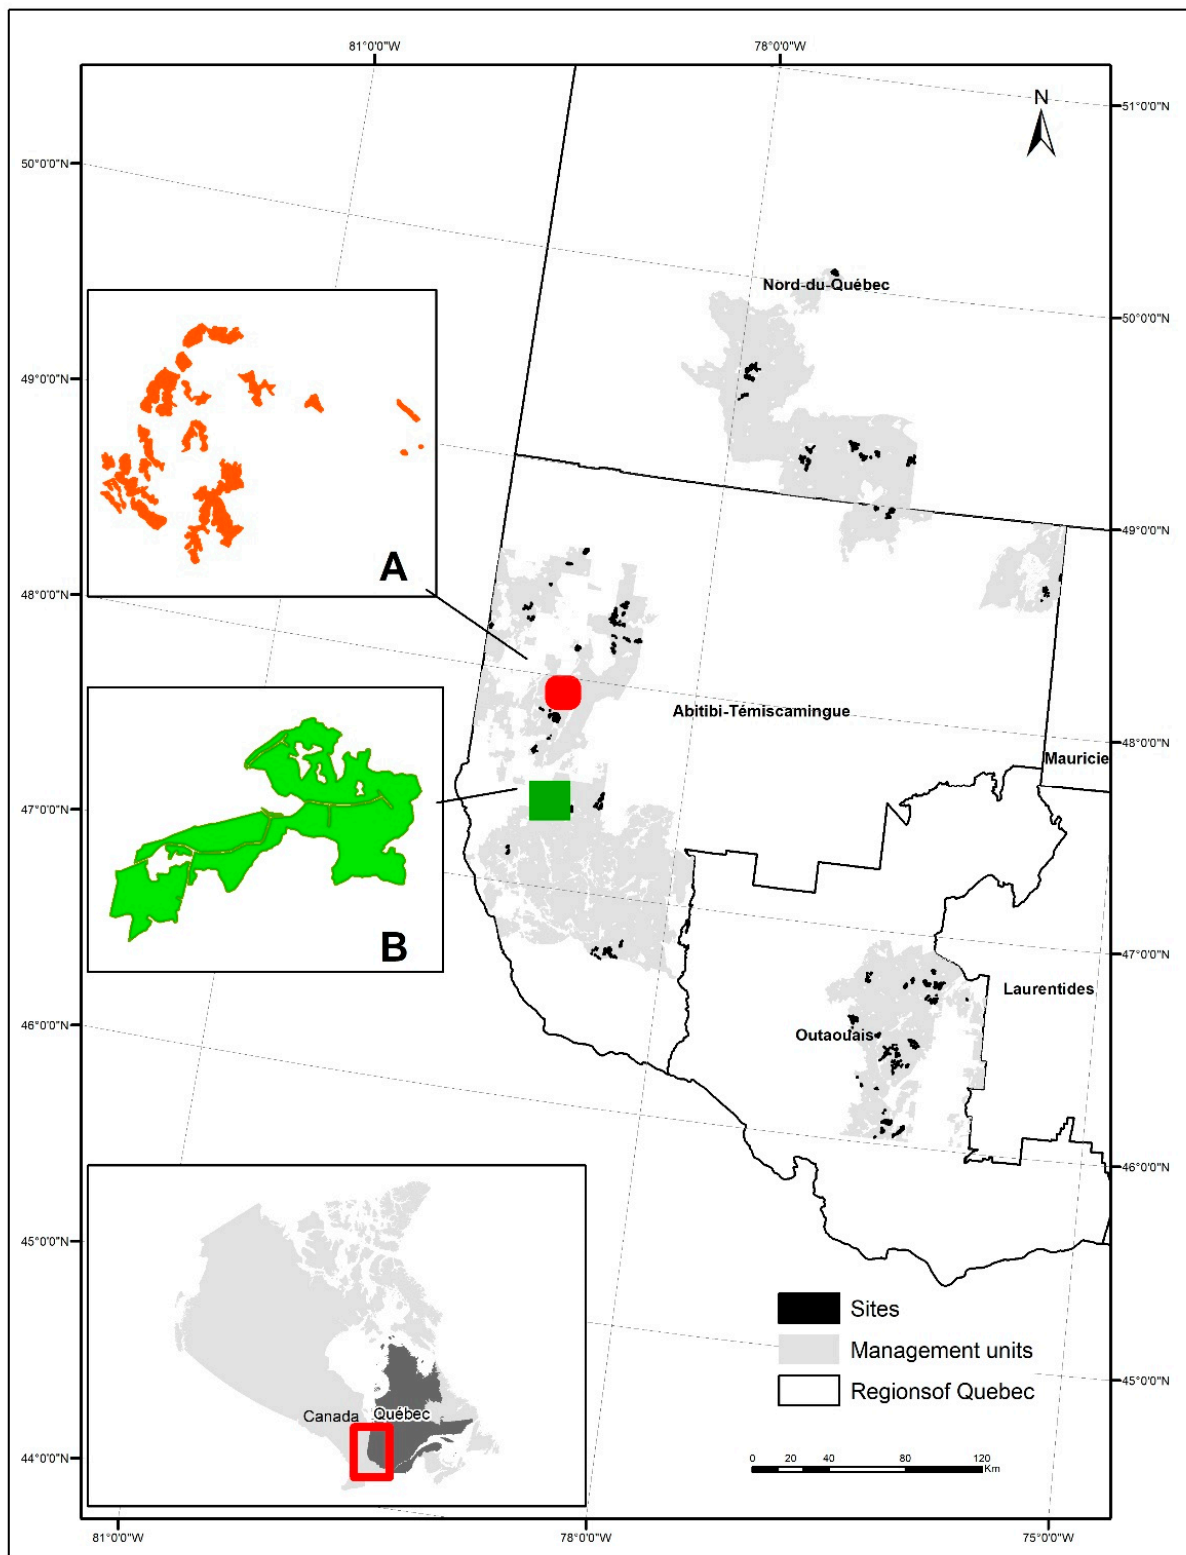 81°0'0"W
78°0'0"W
N
51°0'0"N
50°0'0"N
Nord-du-Québec
50°0'0"N
49°0'0"N
49°0'0"N
A
48°0'0"N
Abitibi-Témiscamingue
48°0'0"N
Mauricie
47°0'0"N
B
47°0'0"N
Laurentides
46°0'0"N
Outaouais
46°0'0"N
45°0'0"N
Sites
Management units
45°0'0"N
Regionsof Quebec
Canada
Québec
44°0'0"N
0 20 40 80 120
Km
81°0'0"W
78°0'0"W
75°0'0"W